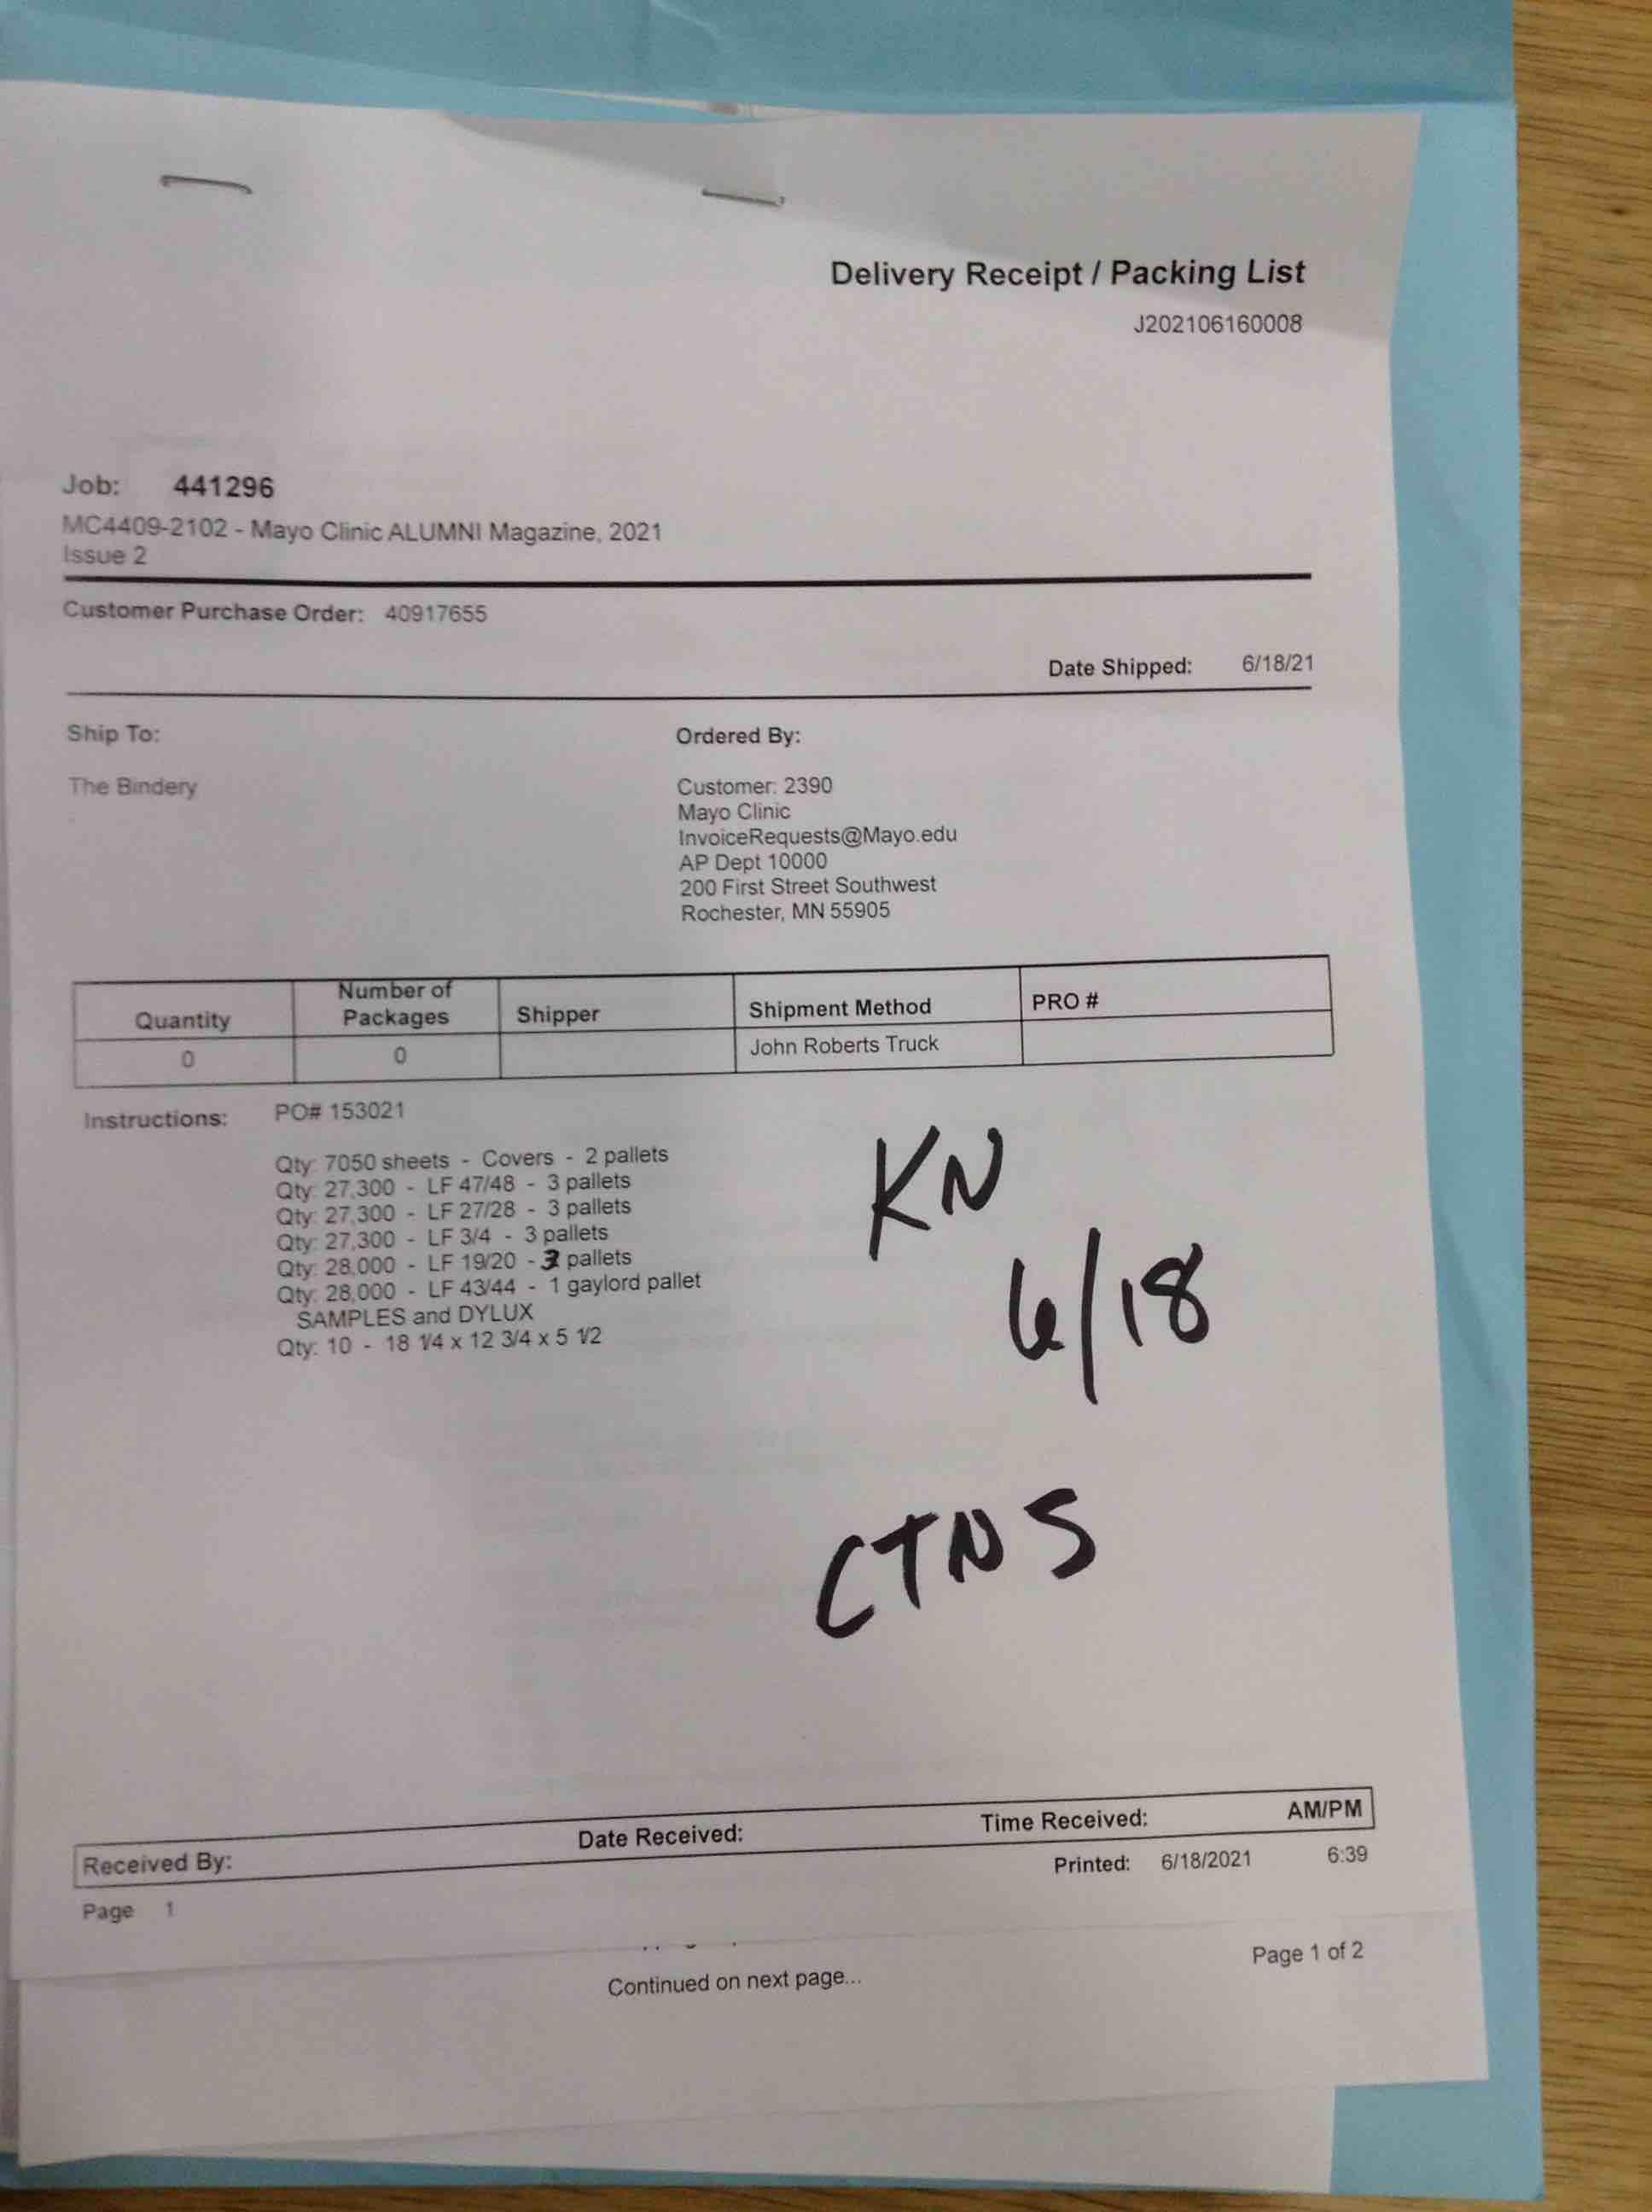 Delivery Receipt / Packing List
J202106160008
Job: 441296
MC4409-2102 - Mayo Clinic ALUMNI Magazine, 2021
Issue 2
Customer Purchase Order: 40917655
Date Shipped: 6/18/21
Ship To:
The Bindery
Ordered By:
Customer: 2390
Mayo Clinic
InvoiceRequests@Mayo.edu
AP Dept 10000
200 First Street Southwest
Rochester, MN 55905
Quantity Number of Packages Shipper Shipment Method PRO #
0 0 John Roberts Truck
Instructions: PO# 153021
Qty: 7050 sheets - Covers - 2 pallets
Qty: 27,300 - LF 47/48 - 3 pallets
Qty: 27,300 - LF 27/28 - 3 pallets
Qty: 27,300 - LF 3/4 - 3 pallets
Qty: 28,000 - LF 19/20 - 3 pallets
Qty: 28,000 - LF 43/44 - 1 gaylord pallet
SAMPLES and DYLUX
Qty: 10 - 18 1/4 x 12 3/4 x 5 1/2
KN
6/18
CTNS
Received By: Date Received: Time Received: AM/PM
Printed: 6/18/2021 6:39
Page 1
Continued on next page...
Page 1 of 2